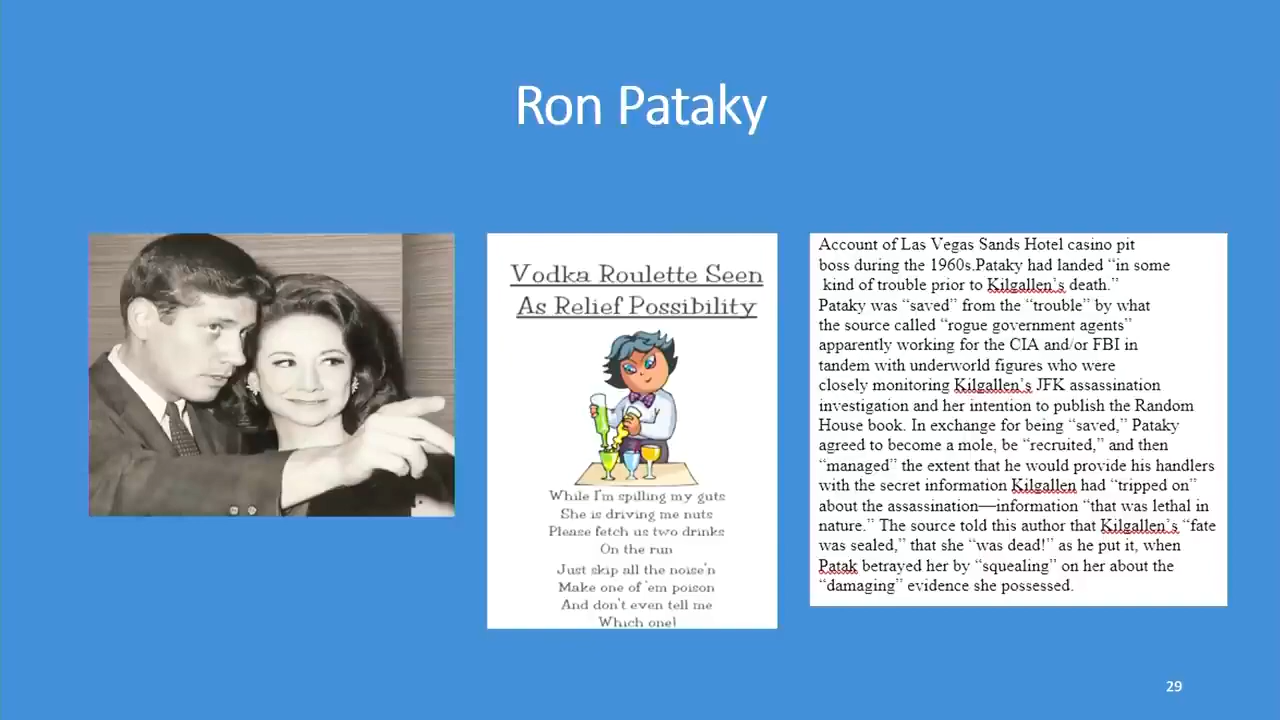 Ron Pataky
Vodka Roulette Seen
As Relief Possibility
While I'm spilling my guts
She is driving me nuts
Please fetch us two drinks
On the run
Just skip all the noise'n
Make one of 'em poison
And don't even tell me
Which one!
Account of Las Vegas Sands Hotel casino pit
boss during the 1960s.Pataky had landed “in some
kind of trouble prior to Kilgallen’s death.”
Pataky was “saved” from the “trouble” by what
the source called “rogue government agents”
apparently working for the CIA and/or FBI in
tandem with underworld figures who were
closely monitoring Kilgallen’s JFK assassination
investigation and her intention to publish the Random
House book. In exchange for being “saved,” Pataky
agreed to become a mole, be “recruited,” and then
“managed” the extent that he would provide his handlers
with the secret information Kilgallen had “tripped on”
about the assassination—information “that was lethal in
nature.” The source told this author that Kilgallen’s “fate
was sealed,” that she “was dead!” as he put it, when
Patak betrayed her by “squealing” on her about the
“damaging” evidence she possessed.
29